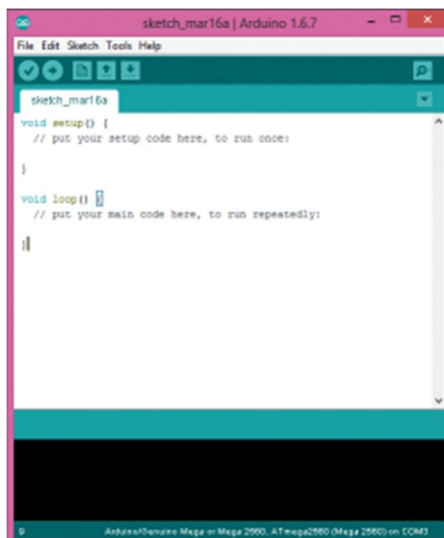 sketch_mar16a | Arduino 1.6.7
File Edit Sketch Tools Help
sketch_mar16a
void setup() {
// put your setup code here, to run once:
}
void loop() {
// put your main code here, to run repeatedly:
}
9 Arduino/Genuino Mega or Mega 2560, ATmega2560 (Mega 2560) on COM3